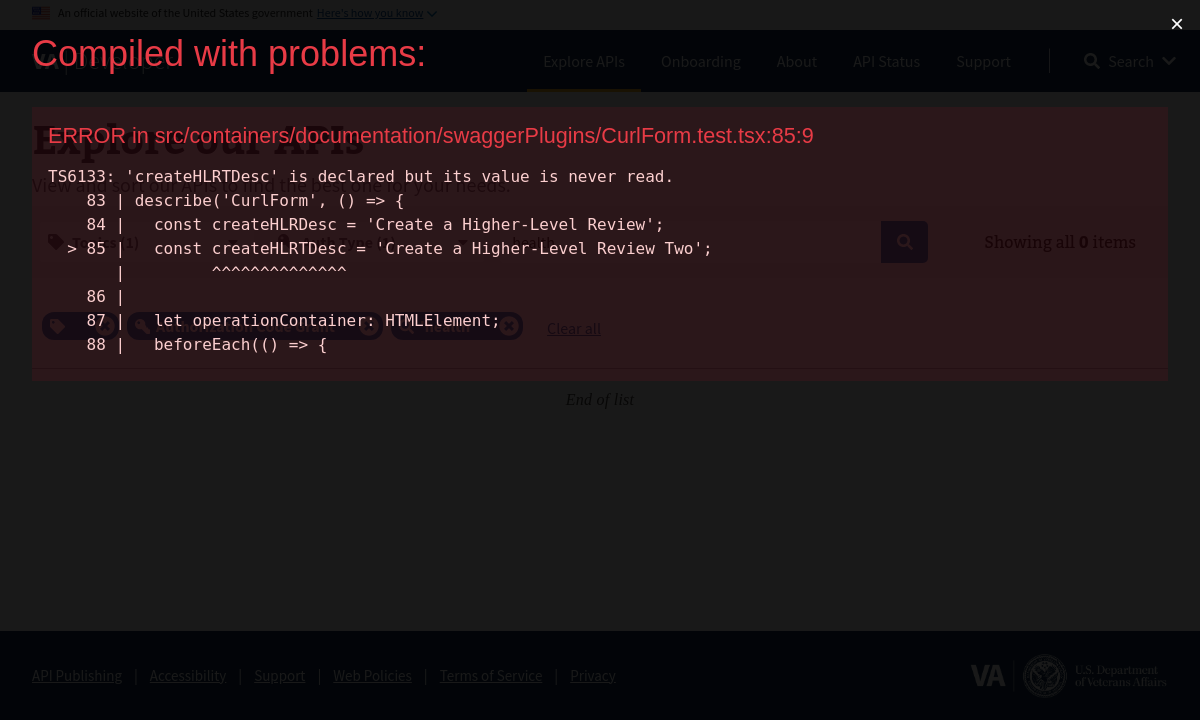 An official website of the United States government Here's how you know
×
Compiled with problems:
Explore APIs Onboarding About API Status Support Search
ERROR in src/containers/documentation/swaggerPlugins/CurlForm.test.tsx:85:9
Explore our APIs
TS6133: 'createHLRTDesc' is declared but its value is never read.
View and sort our APIs to find the best one for your needs.
83 | describe('CurlForm', () => {
84 |   const createHLRDesc = 'Create a Higher-Level Review';
> 85 |   const createHLRTDesc = 'Create a Higher-Level Review Two';
|         ^^^^^^^^^^^^^^
Showing all 0 items
86 |
87 |   let operationContainer: HTMLElement;
Authorization Code Grant health Clear all
88 |   beforeEach(() => {
End of list
API Publishing | Accessibility | Support | Web Policies | Terms of Service | Privacy
VA | U.S. Department
of Veterans Affairs